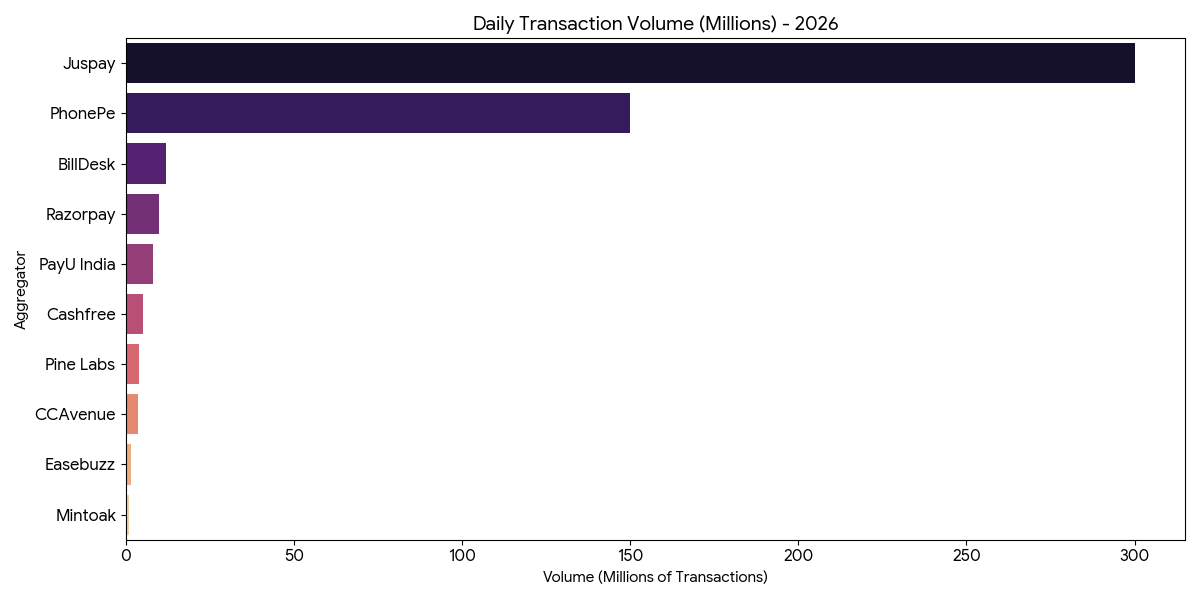 Daily Transaction Volume (Millions) - 2026
Juspay
PhonePe
BillDesk
Razorpay
PayU India
Cashfree
Pine Labs
CCAvenue
Easebuzz
Mintoak
Aggregator
0 50 100 150 200 250 300
Volume (Millions of Transactions)